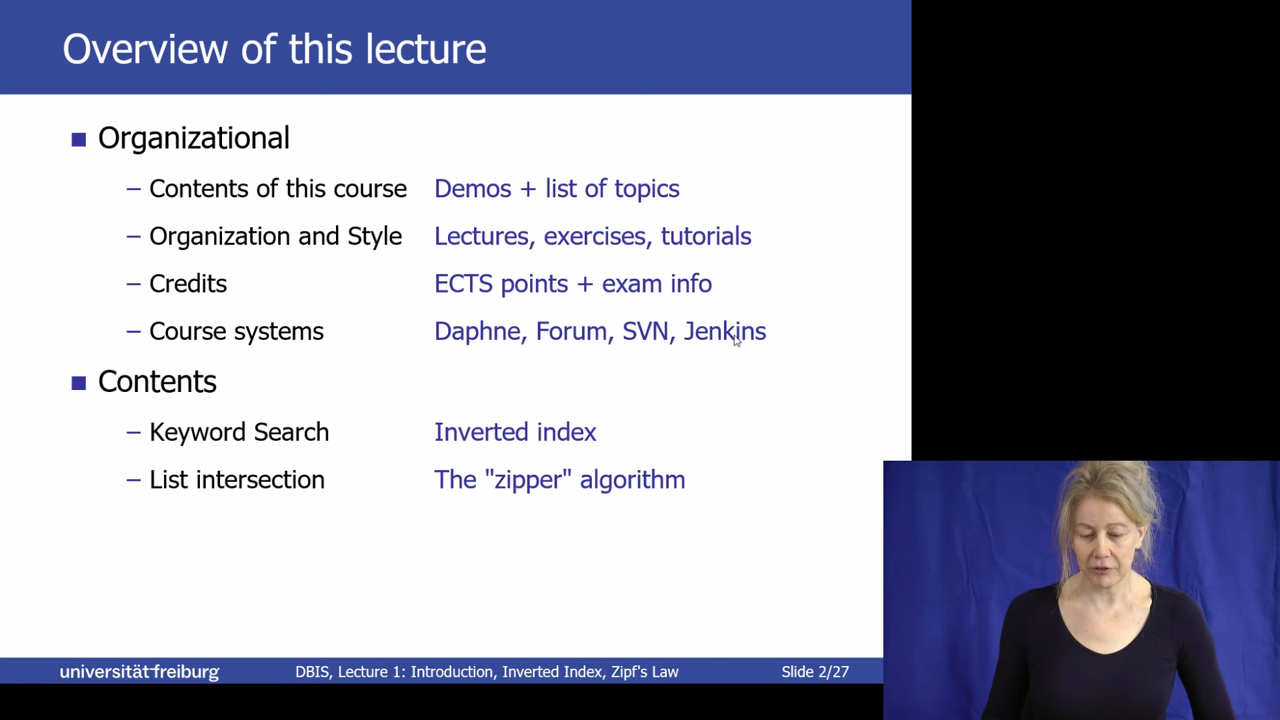 Overview of this lecture
Organizational
– Contents of this course Demos + list of topics
– Organization and Style Lectures, exercises, tutorials
– Credits ECTS points + exam info
– Course systems Daphne, Forum, SVN, Jenkins
Contents
– Keyword Search Inverted index
– List intersection The "zipper" algorithm
universität freiburg DBIS, Lecture 1: Introduction, Inverted Index, Zipf's Law Slide 2/27